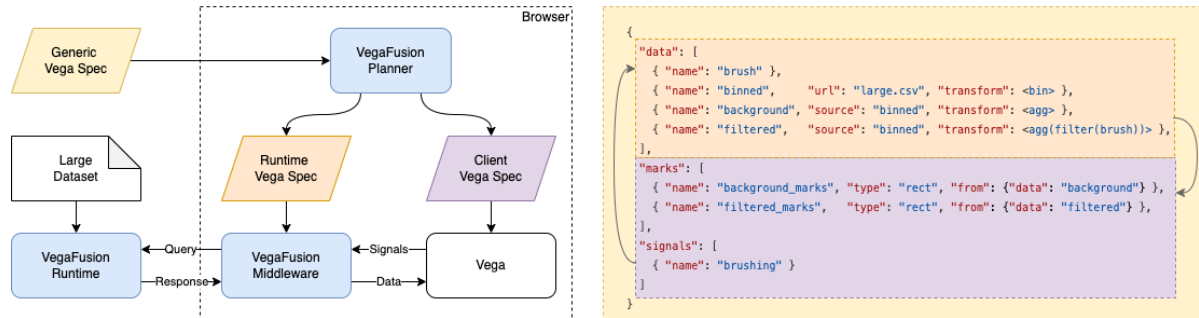 Browser
Generic
Vega Spec
VegaFusion
Planner
Large
Dataset
Runtime
Vega Spec
Client
Vega Spec
VegaFusion
Runtime
Query
Response
VegaFusion
Middleware
Signals
Data
Vega
{
"data": [
{ "name": "brush" },
{ "name": "binned", "url": "large.csv", "transform": <bin> },
{ "name": "background", "source": "binned", "transform": <agg> },
{ "name": "filtered", "source": "binned", "transform": <agg(filter(brush))> },
],
"marks": [
{ "name": "background_marks", "type": "rect", "from": {"data": "background"} },
{ "name": "filtered_marks", "type": "rect", "from": {"data": "filtered"} },
],
"signals": [
{ "name": "brushing" }
]
}